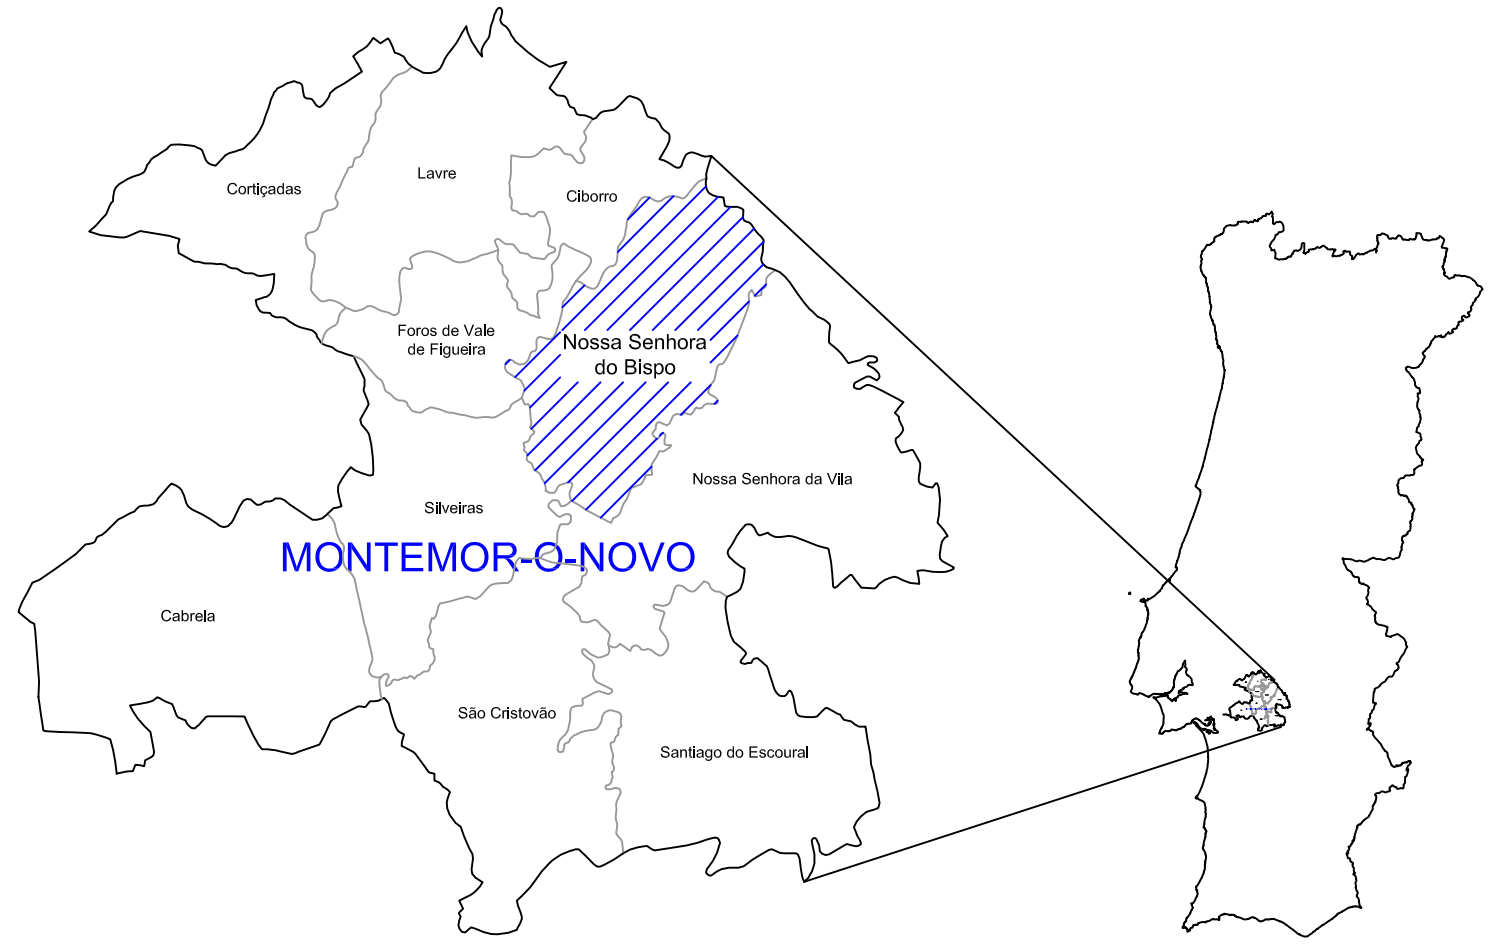 Lavre
Cortiçadas
Ciborro
Foros de Vale
de Figueira
Nossa Senhora
do Bispo
Nossa Senhora da Vila
Silveiras
MONTEMOR-O-NOVO
Cabrela
São Cristovão
Santiago do Escoural